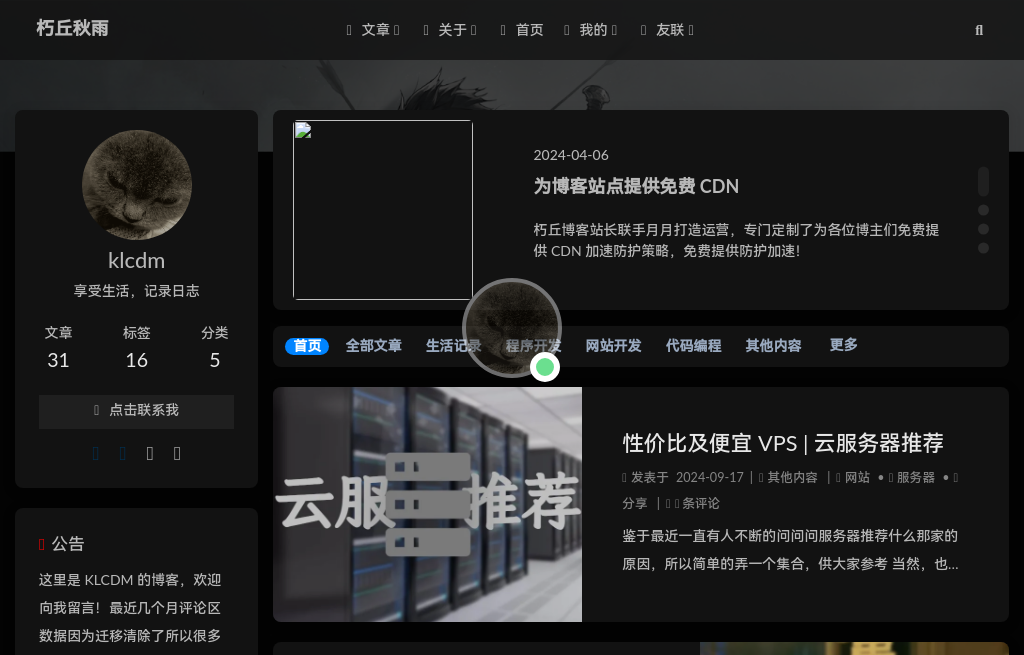 朽丘秋雨
文章 关于 首页 我的 友联
klcdm
享受生活，记录日志
文章 标签 分类
31 16 5
点击联系我
公告
这里是 KLCDM 的博客，欢迎
向我留言！最近几个月评论区
数据因为迁移清除了所以很多
2024-04-06
为博客站点提供免费 CDN
朽丘博客站长联手月月打造运营，专门定制了为各位博主们免费提
供 CDN 加速防护策略，免费提供防护加速！
首页 全部文章 生活记录 程序开发 网站开发 代码编程 其他内容 更多
云服 推荐
性价比及便宜 VPS | 云服务器推荐
发表于 2024-09-17 | 其他内容 | 网站 • 服务器 •
分享 | 条评论
鉴于最近一直有人不断的问问问服务器推荐什么那家的
原因，所以简单的弄一个集合，供大家参考 当然，也...